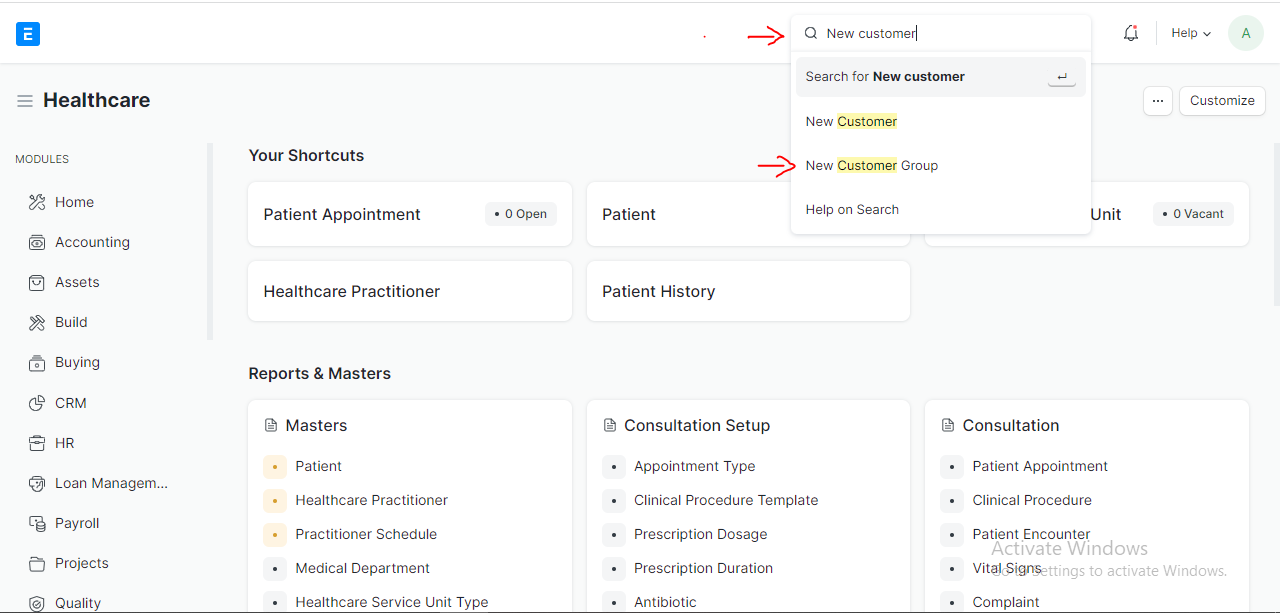 E
New customer
Help
A
Search for New customer
New Customer
New Customer Group
Help on Search
Healthcare
Customize
MODULES
Home
Accounting
Assets
Build
Buying
CRM
HR
Loan Managem...
Payroll
Projects
Quality
Your Shortcuts
Patient Appointment
• 0 Open
Patient
Unit
• 0 Vacant
Healthcare Practitioner
Patient History
Reports & Masters
Masters
Patient
Healthcare Practitioner
Practitioner Schedule
Medical Department
Healthcare Service Unit Type
Consultation Setup
Appointment Type
Clinical Procedure Template
Prescription Dosage
Prescription Duration
Antibiotic
Consultation
Patient Appointment
Clinical Procedure
Patient Encounter
Vital Signs
Complaint
Activate Windows
Go to Settings to activate Windows.